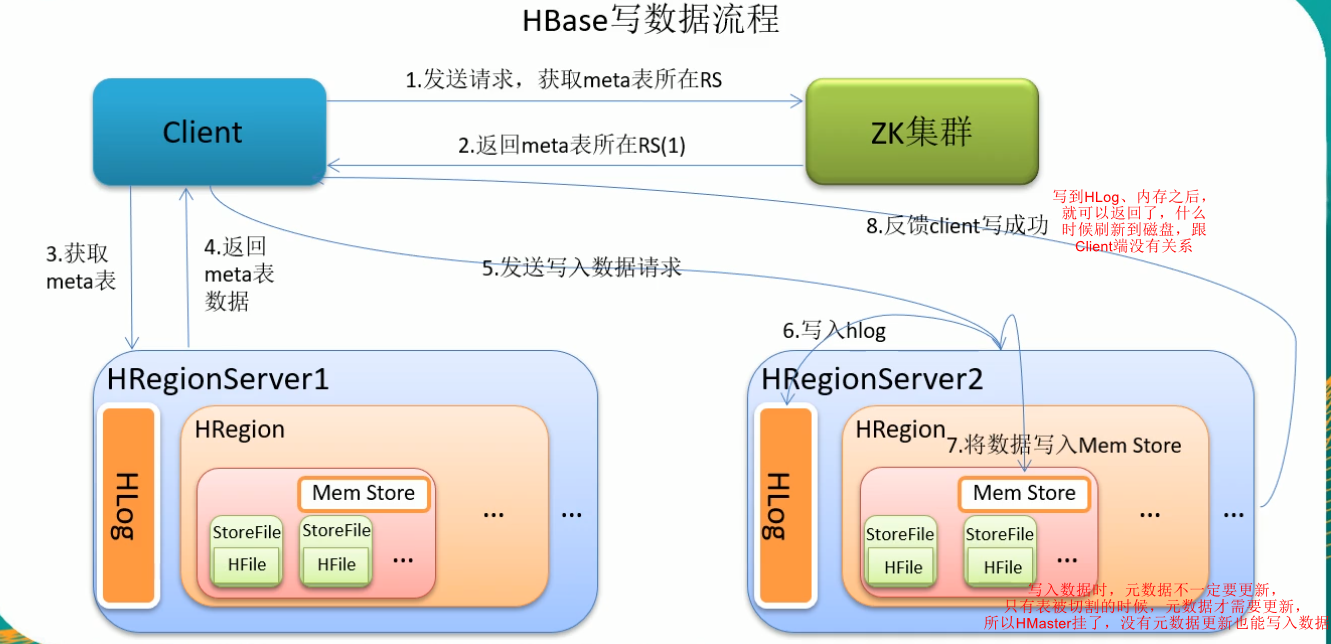 HBase写数据流程
1.发送请求，获取meta表所在RS
Client
ZK集群
2.返回meta表所在RS(1)
写到HLog、内存之后，
就可以返回了，什么
时候刷新到磁盘，跟
Client端没有关系
8.反馈client写成功
3.获取
meta表
4.返回
meta表
数据
5.发送写入数据请求
6.写入hlog
HRegionServer1
HLog
HRegion
Mem Store
StoreFile
HFile
StoreFile
HFile
...
...
...
HRegionServer2
HLog
HRegion
7.将数据写入Mem Store
Mem Store
StoreFile
HFile
StoreFile
HFile
...
...
...
写入数据时，元数据不一定要更新，
只有表被切割的时候，元数据才需要更新，
所以HMaster挂了，没有元数据更新也能写入数据